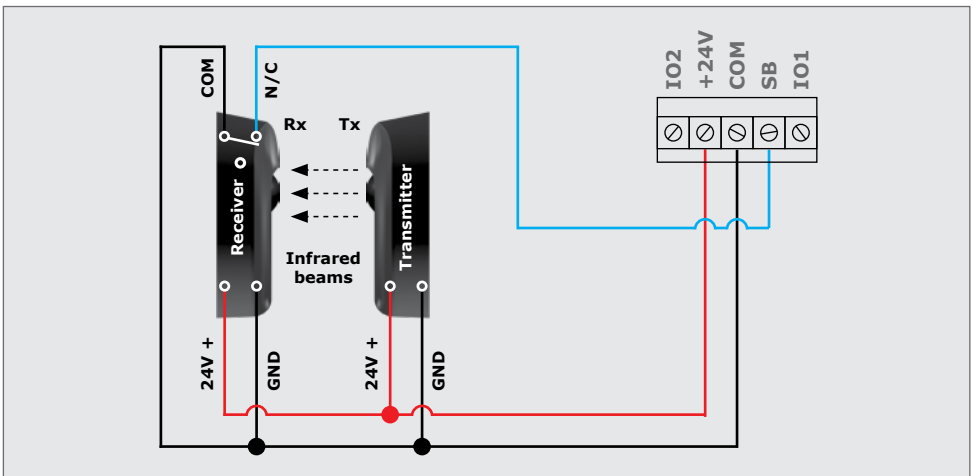 COM
N/C
Rx
Tx
Receiver
Transmitter
Infrared
beams
24V +
GND
24V +
GND
IO2
+24V
COM
SB
IO1